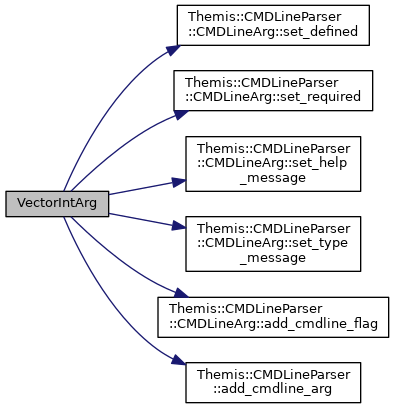 Themis::CMDLineParser
::CMDLineArg::set_defined
Themis::CMDLineParser
::CMDLineArg::set_required
Themis::CMDLineParser
::CMDLineArg::set_help
_message
VectorIntArg
Themis::CMDLineParser
::CMDLineArg::set_type
_message
Themis::CMDLineParser
::CMDLineArg::add_cmdline_flag
Themis::CMDLineParser
::add_cmdline_arg